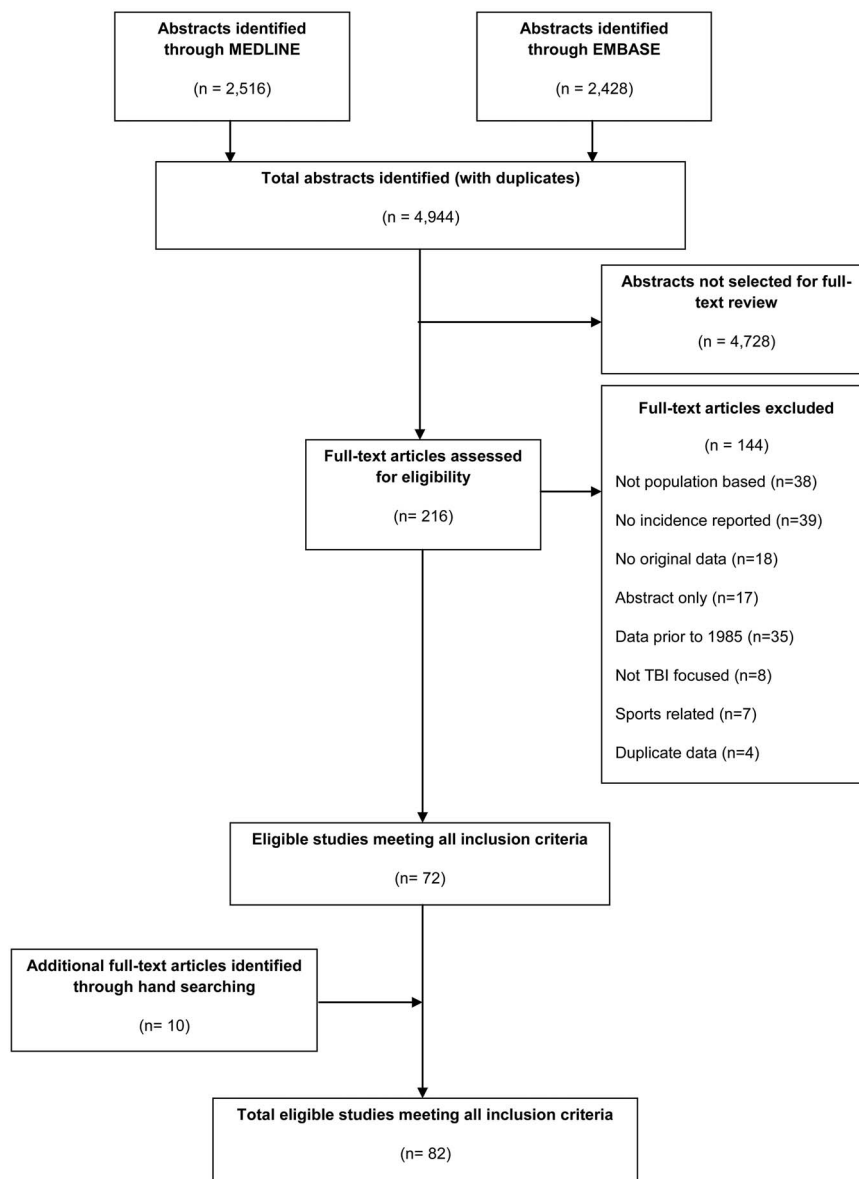 Abstracts identified
through MEDLINE
(n = 2,516)
Abstracts identified
through EMBASE
(n = 2,428)
Total abstracts identified (with duplicates)
(n = 4,944)
Abstracts not selected for full-
text review
(n = 4,728)
Full-text articles assessed
for eligibility
(n= 216)
Full-text articles excluded
(n = 144)
Not population based (n=38)
No incidence reported (n=39)
No original data (n=18)
Abstract only (n=17)
Data prior to 1985 (n=35)
Not TBI focused (n=8)
Sports related (n=7)
Duplicate data (n=4)
Eligible studies meeting all inclusion criteria
(n= 72)
Additional full-text articles identified
through hand searching
(n= 10)
Total eligible studies meeting all inclusion criteria
(n= 82)